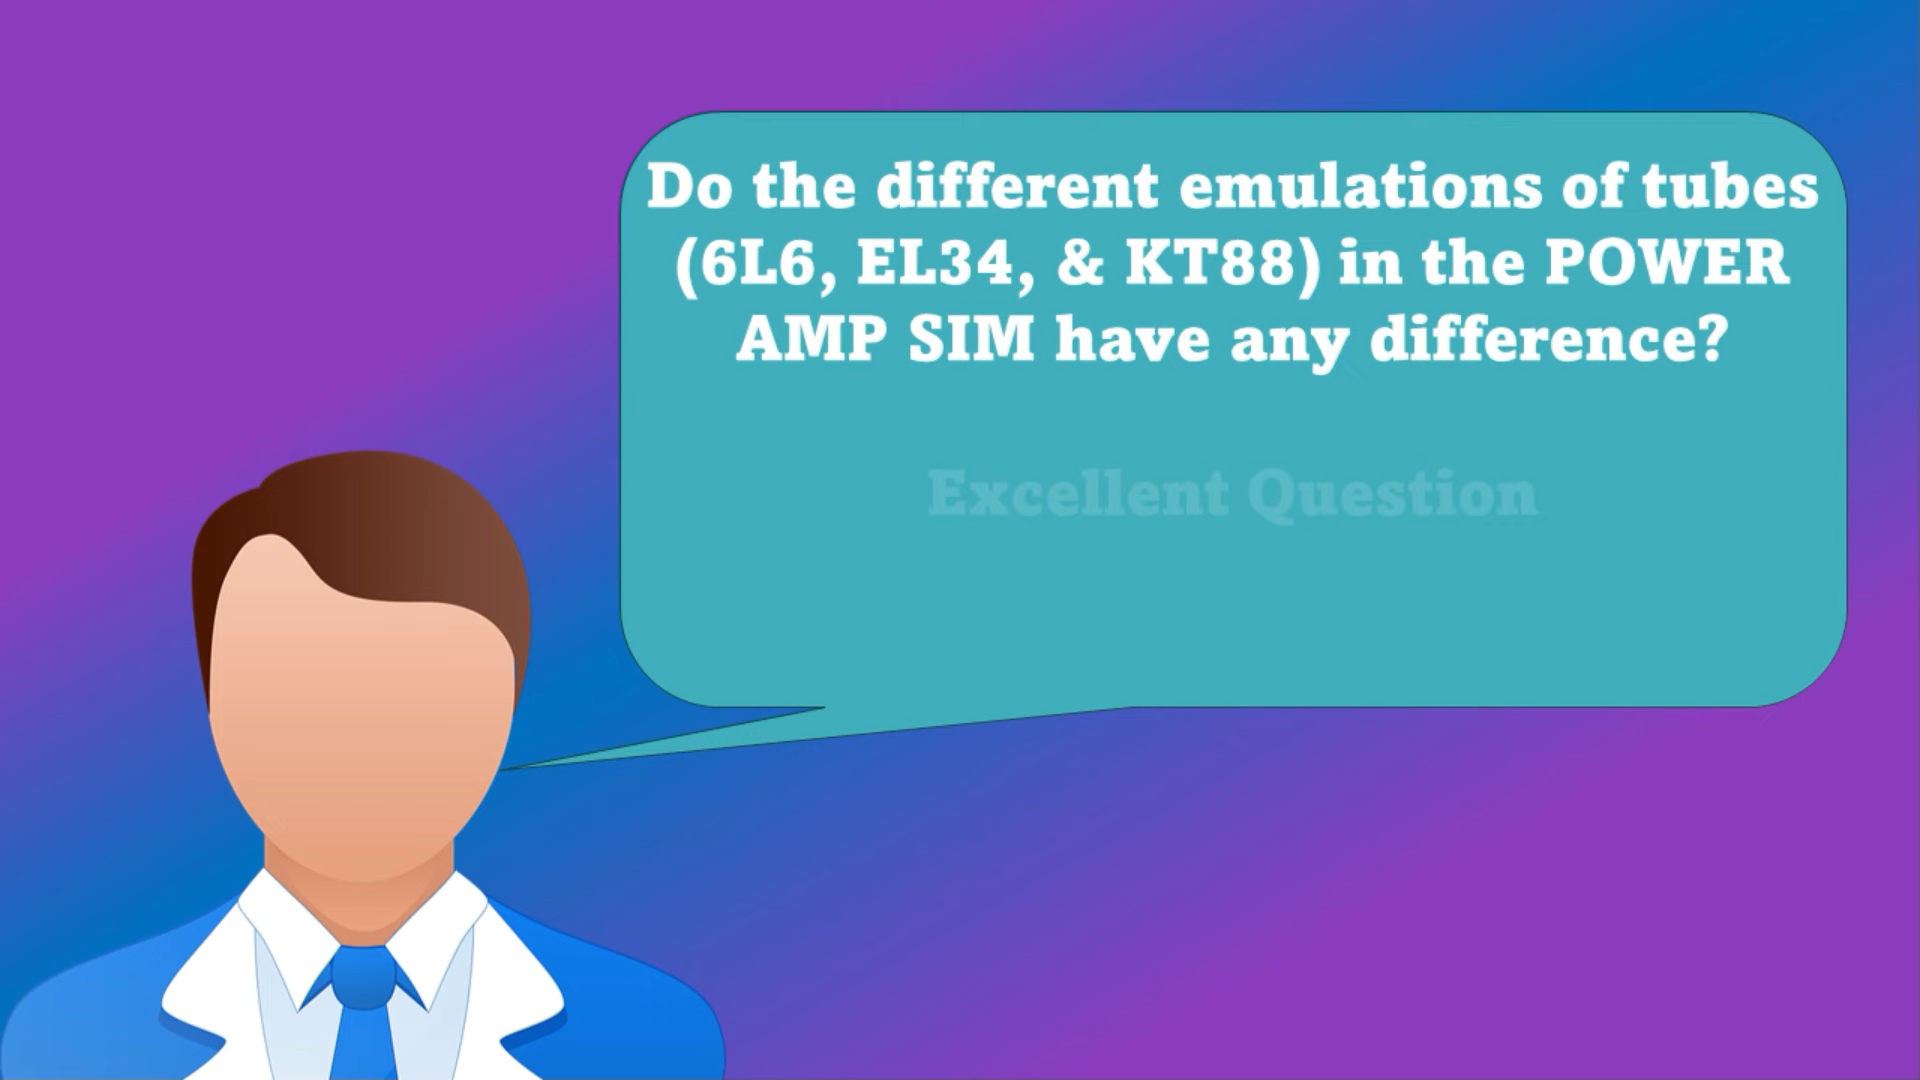 Do the different emulations of tubes
(6L6, EL34, & KT88) in the POWER
AMP SIM have any difference?
Excellent Question